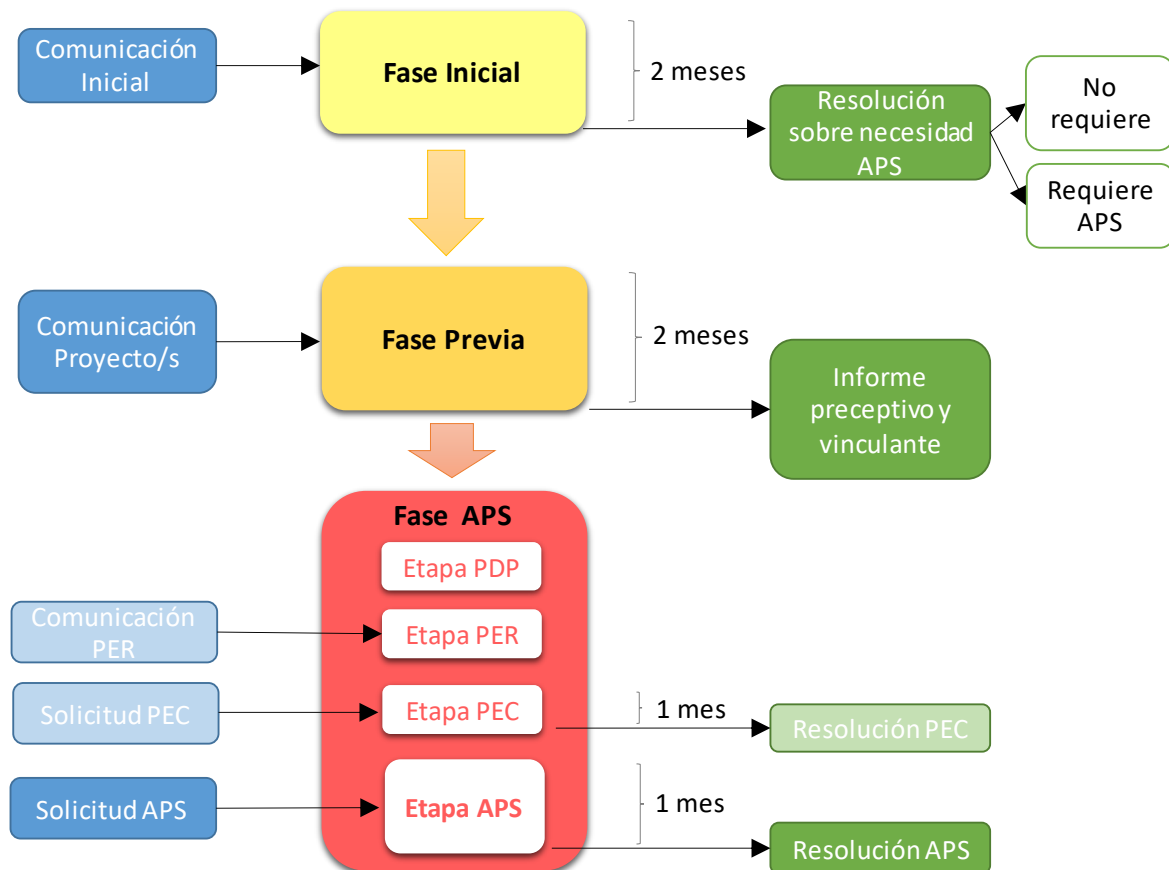 Comunicación
Inicial
Fase Inicial
2 meses
Resolución
sobre necesidad
APS
No
requiere
Requiere
APS
Comunicación
Proyecto/s
Fase Previa
2 meses
Informe
preceptivo y
vinculante
Fase APS
Etapa PDP
Comunicación
PER
Etapa PER
Solicitud PEC
Etapa PEC
1 mes
Resolución PEC
Solicitud APS
Etapa APS
1 mes
Resolución APS